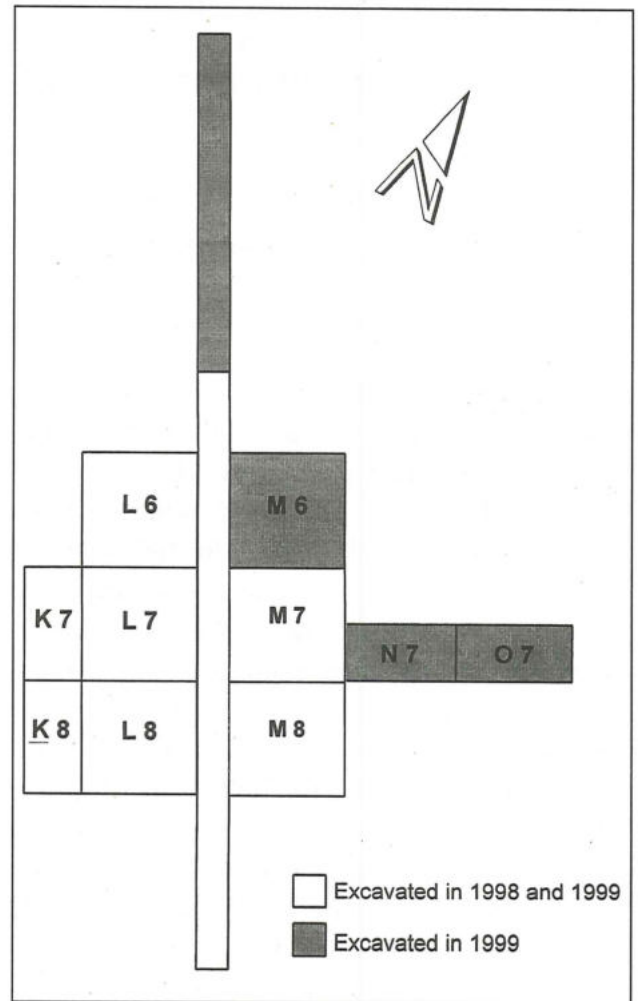 N
L 6 M 6
K 7 L 7 M 7
N 7 O 7
K 8 L 8 M 8
Excavated in 1998 and 1999
Excavated in 1999